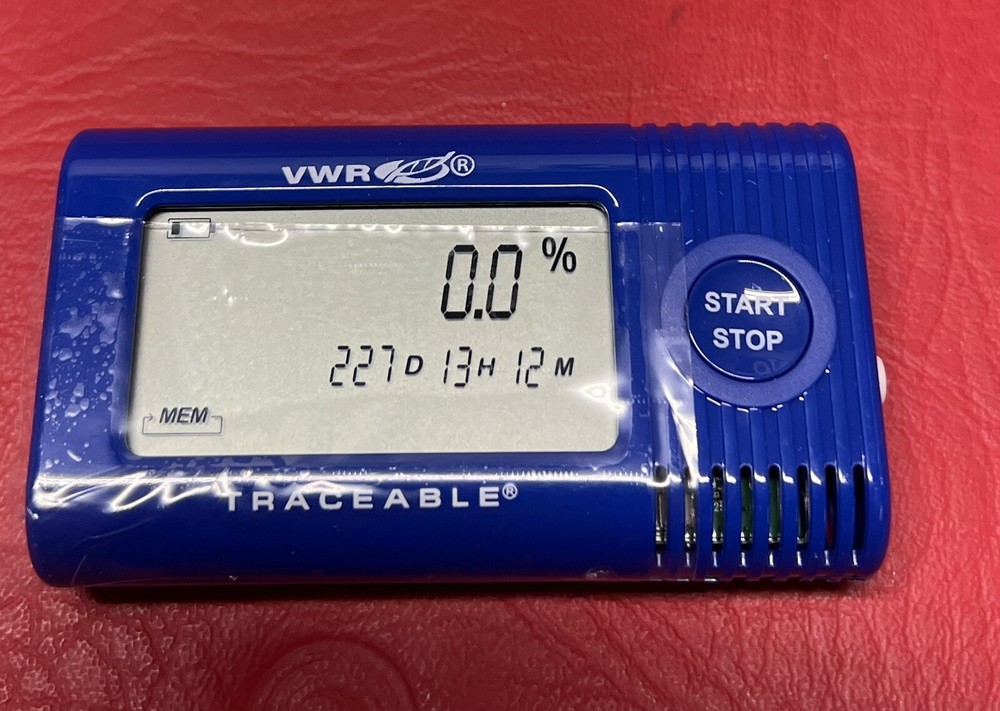 VWR®
0.0 %
227 D 13 H 12 M
MEM
START
STOP
TRACEABLE®